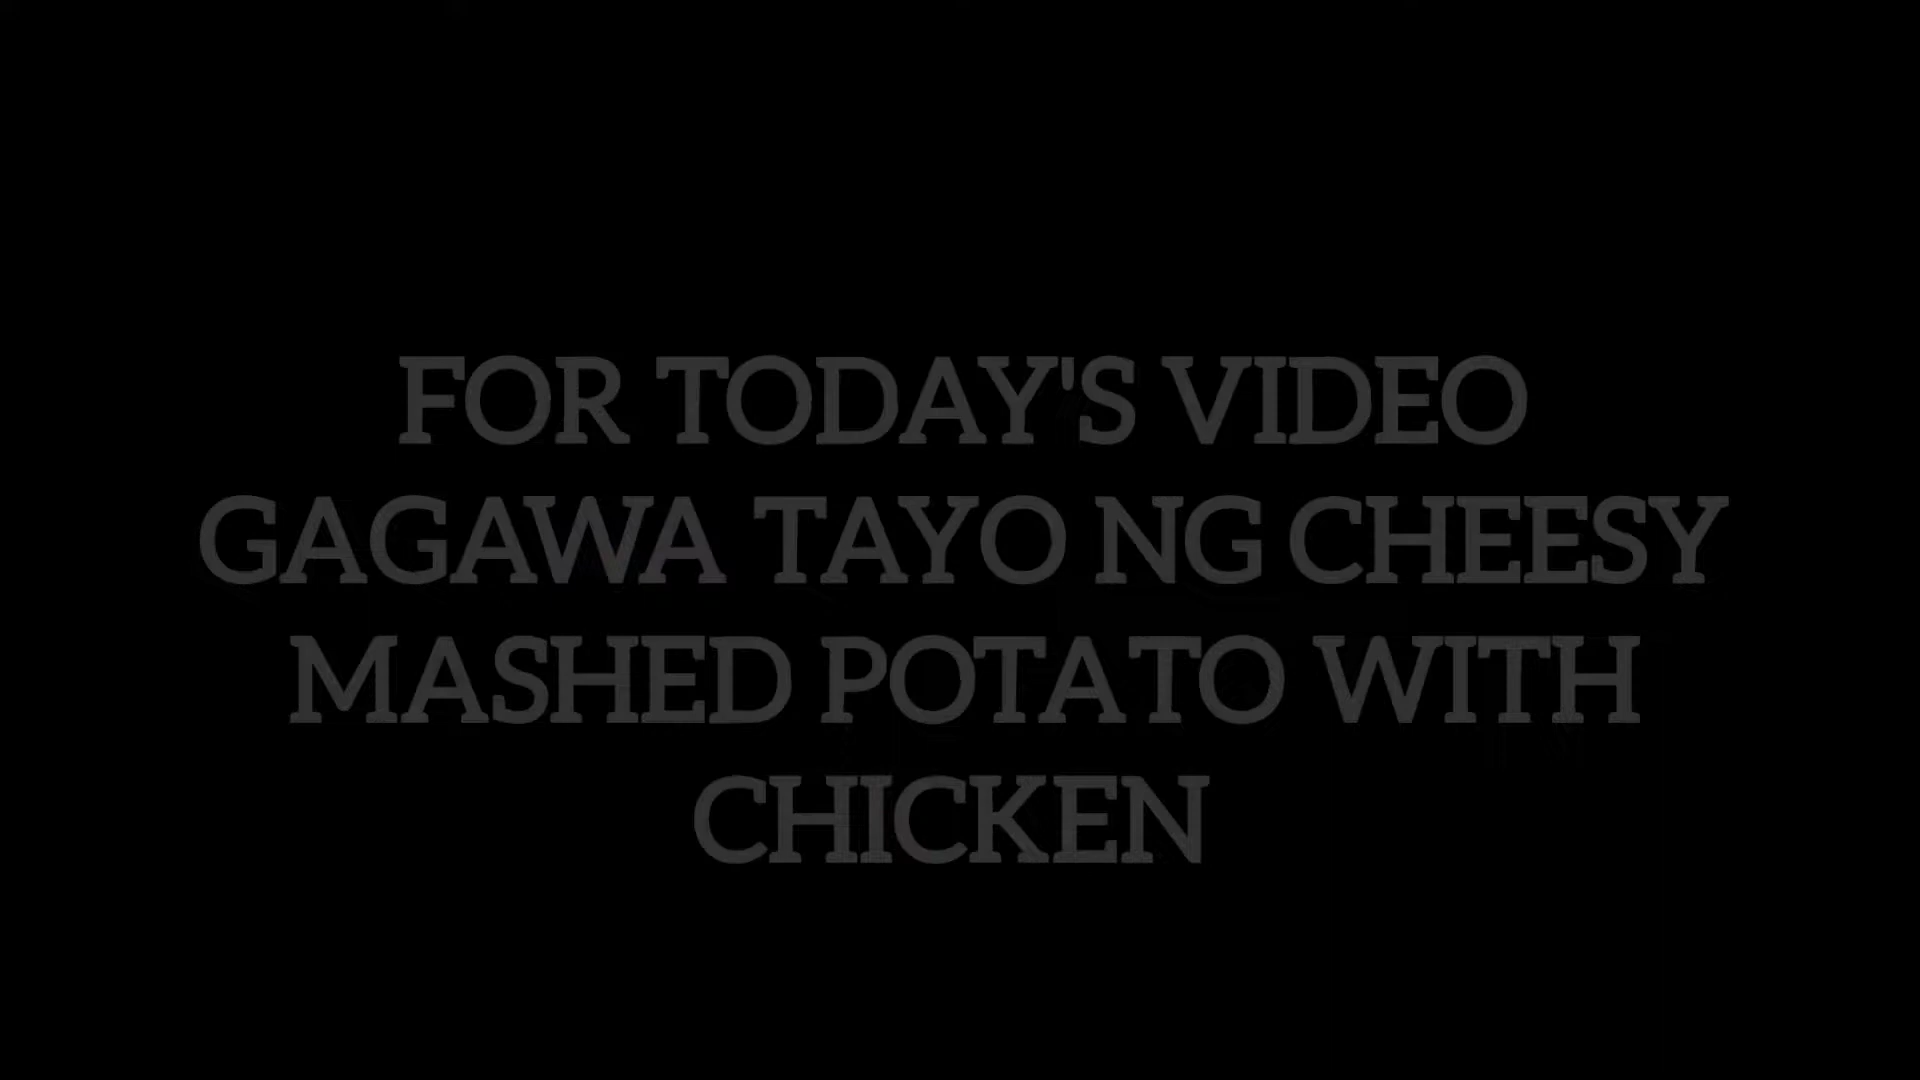 FOR TODAY'S VIDEO
GAGAWA TAYO NG CHEESY
MASHED POTATO WITH
CHICKEN